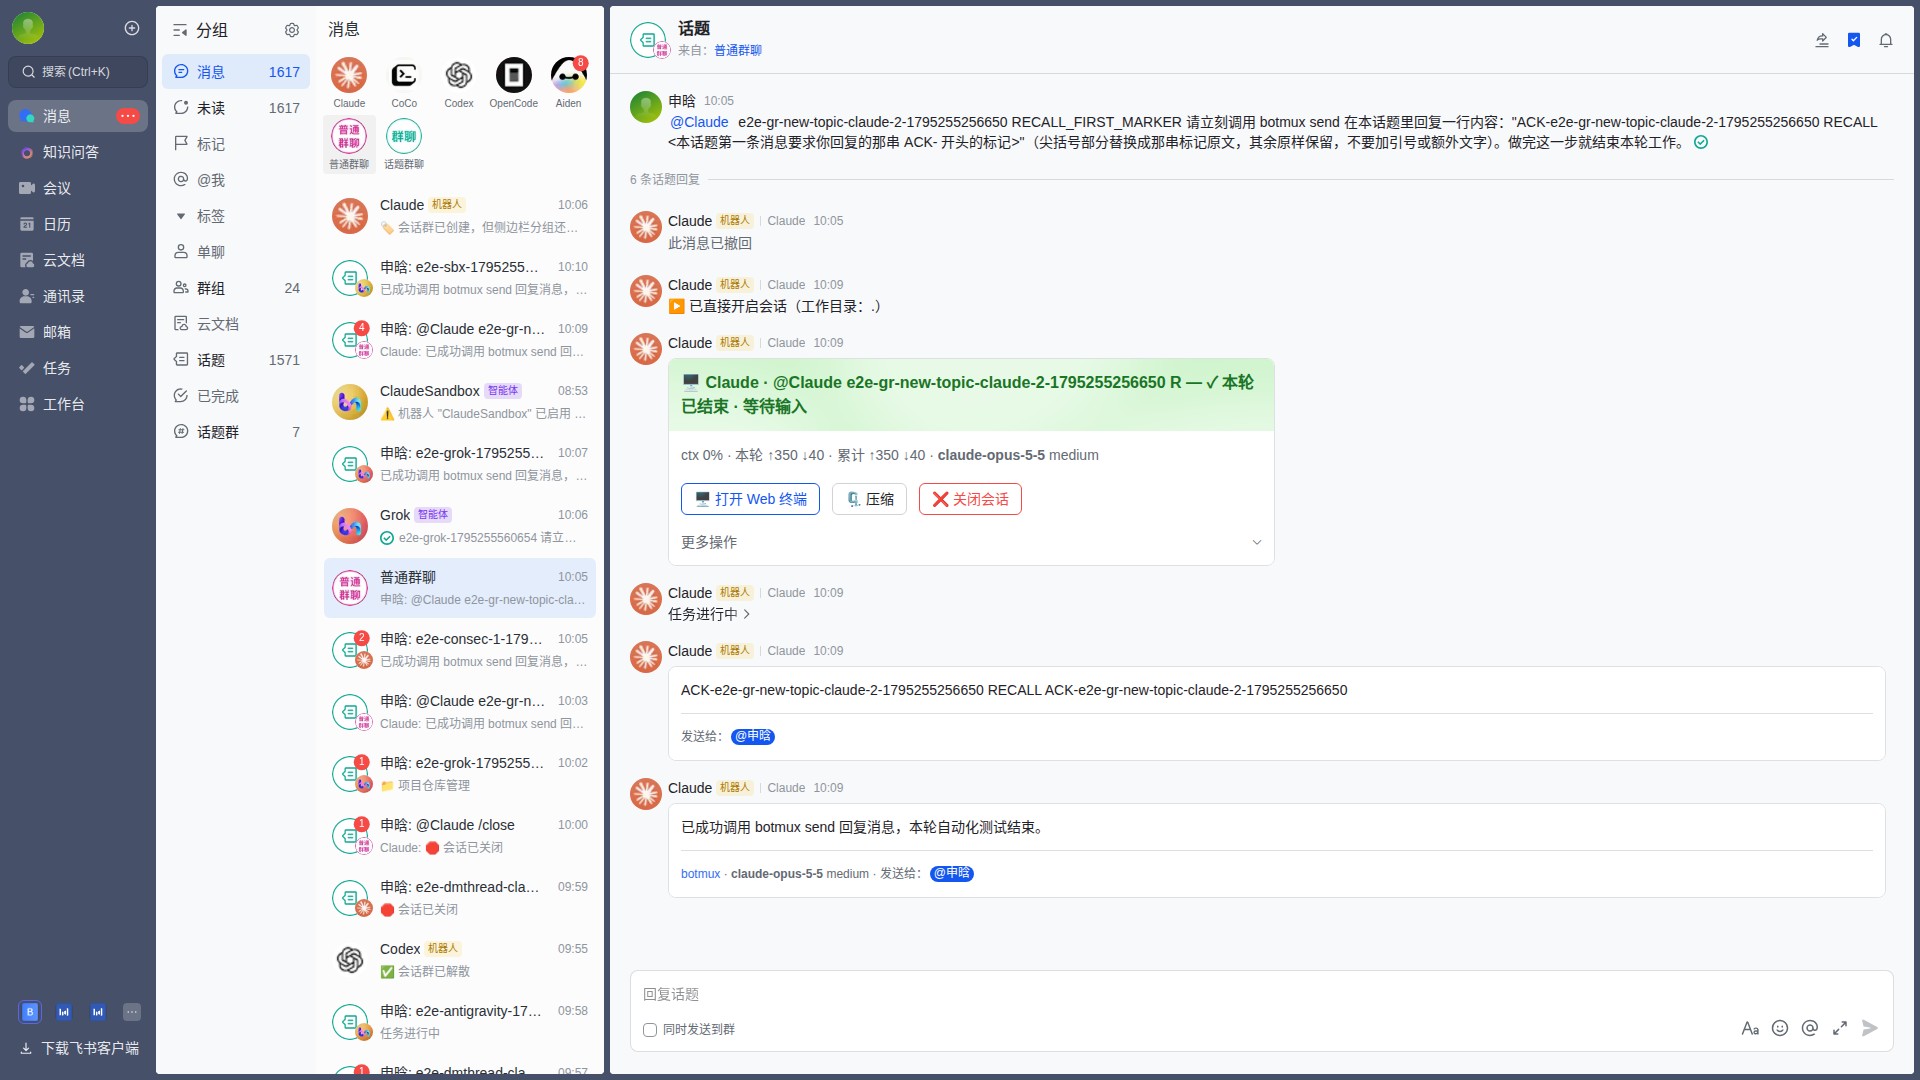 搜索 (Ctrl+K)
消息
知识问答
会议
日历
云文档
通讯录
邮箱
任务
工作台
下载飞书客户端
分组
消息 1617
未读 1617
标记
@我
标签
单聊
群组 24
云文档
话题 1571
已完成
话题群 7
消息
Claude
CoCo
Codex
OpenCode
8
Aiden
普通群聊
普通群聊
群聊
话题群聊
Claude 机器人 10:06
会话群已创建，但侧边栏分组还…
申晗: e2e-sbx-1795255… 10:10
已成功调用 botmux send 回复消息，…
4
申晗: @Claude e2e-gr-n… 10:09
Claude: 已成功调用 botmux send 回…
ClaudeSandbox 智能体 08:53
机器人 "ClaudeSandbox" 已启用 …
申晗: e2e-grok-1795255… 10:07
已成功调用 botmux send 回复消息，…
Grok 智能体 10:06
e2e-grok-1795255560654 请立…
普通群聊 10:05
申晗: @Claude e2e-gr-new-topic-cla…
2
申晗: e2e-consec-1-179… 10:05
已成功调用 botmux send 回复消息，…
申晗: @Claude e2e-gr-n… 10:03
Claude: 已成功调用 botmux send 回…
1
申晗: e2e-grok-1795255… 10:02
项目仓库管理
1
申晗: @Claude /close 10:00
Claude: 会话已关闭
申晗: e2e-dmthread-cla… 09:59
会话已关闭
Codex 机器人 09:55
会话群已解散
申晗: e2e-antigravity-17… 09:58
任务进行中
1
申晗: e2e-dmthread-cla… 09:57
话题
来自：普通群聊
申晗 10:05
@Claude e2e-gr-new-topic-claude-2-1795255256650 RECALL_FIRST_MARKER 请立刻调用 botmux send 在本话题里回复一行内容："ACK-e2e-gr-new-topic-claude-2-1795255256650 RECALL
<本话题第一条消息要求你回复的那串 ACK- 开头的标记>"（尖括号部分替换成那串标记原文，其余原样保留，不要加引号或额外文字）。做完这一步就结束本轮工作。
6 条话题回复
Claude 机器人 Claude 10:05
此消息已撤回
Claude 机器人 Claude 10:09
已直接开启会话（工作目录：.）
Claude 机器人 Claude 10:09
Claude · @Claude e2e-gr-new-topic-claude-2-1795255256650 R — ✓ 本轮
已结束 · 等待输入
ctx 0% · 本轮 ↑350 ↓40 · 累计 ↑350 ↓40 · claude-opus-5-5 medium
打开 Web 终端
压缩
关闭会话
更多操作
Claude 机器人 Claude 10:09
任务进行中
Claude 机器人 Claude 10:09
ACK-e2e-gr-new-topic-claude-2-1795255256650 RECALL ACK-e2e-gr-new-topic-claude-2-1795255256650
发送给：@申晗
Claude 机器人 Claude 10:09
已成功调用 botmux send 回复消息，本轮自动化测试结束。
botmux · claude-opus-5-5 medium · 发送给：@申晗
回复话题
同时发送到群